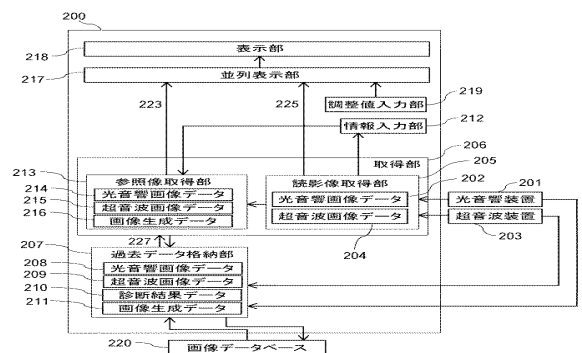 200
表示部
218
並列表示部
217
223
225
調整値入力部
219
情報入力部
212
取得部
206
205
213
参照像取得部
読影像取得部
202
201
214
光音響画像データ
光音響画像データ
光音響装置
215
超音波画像データ
超音波画像データ
超音波装置
216
画像生成データ
204
203
227
207
過去データ格納部
208
光音響画像データ
209
超音波画像データ
210
診断結果データ
211
画像生成データ
220
画像データベース